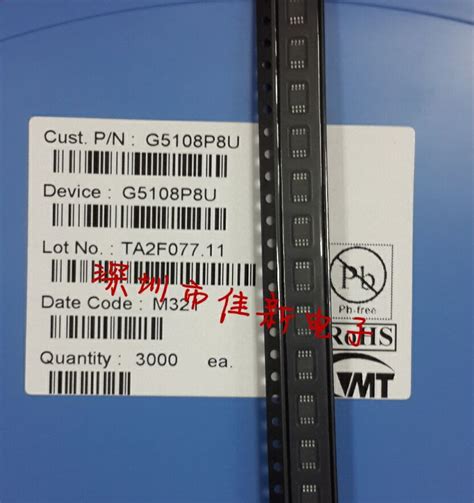 Cust. P/N : G5108P8U
Device : G5108P8U
Lot No. : TA2F077.11
深圳市佳新电子
Date Code : M32
Quantity : 3000 ea.
Pb
Pb-free
RoHS